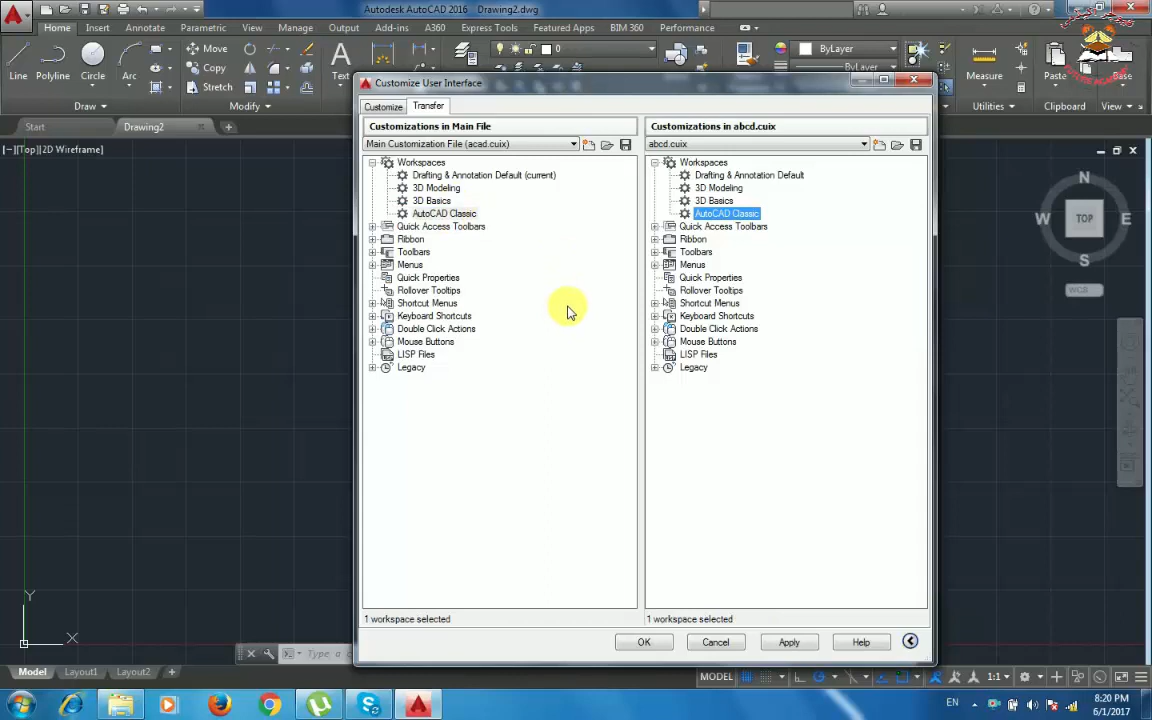 Autodesk AutoCAD 2016 Drawing2.dwg
Home Insert Annotate Parametric View Manage Output Add-ins A360 Express Tools Featured Apps BIM 360 Performance
Line Polyline Circle Arc
Move
Copy
Stretch
Text
ByLayer
ByLayer
0
Measure
Paste
Base
Draw Modify Utilities Clipboard View
Start Drawing2
[−][Top][2D Wireframe]
Customize User Interface
Customize Transfer
Customizations in Main File
Main Customization File (acad.cuix)
Workspaces
Drafting & Annotation Default (current)
3D Modeling
3D Basics
AutoCAD Classic
Quick Access Toolbars
Ribbon
Toolbars
Menus
Quick Properties
Rollover Tooltips
Shortcut Menus
Keyboard Shortcuts
Double Click Actions
Mouse Buttons
LISP Files
Legacy
1 workspace selected
Customizations in abcd.cuix
abcd.cuix
Workspaces
Drafting & Annotation Default
3D Modeling
3D Basics
AutoCAD Classic
Quick Access Toolbars
Ribbon
Toolbars
Menus
Quick Properties
Rollover Tooltips
Shortcut Menus
Keyboard Shortcuts
Double Click Actions
Mouse Buttons
LISP Files
Legacy
1 workspace selected
OK Cancel Apply Help
N
W TOP E
S
WCS
Y
X
Type a c
Model Layout1 Layout2
MODEL
1:1
EN
8:20 PM
6/1/2017